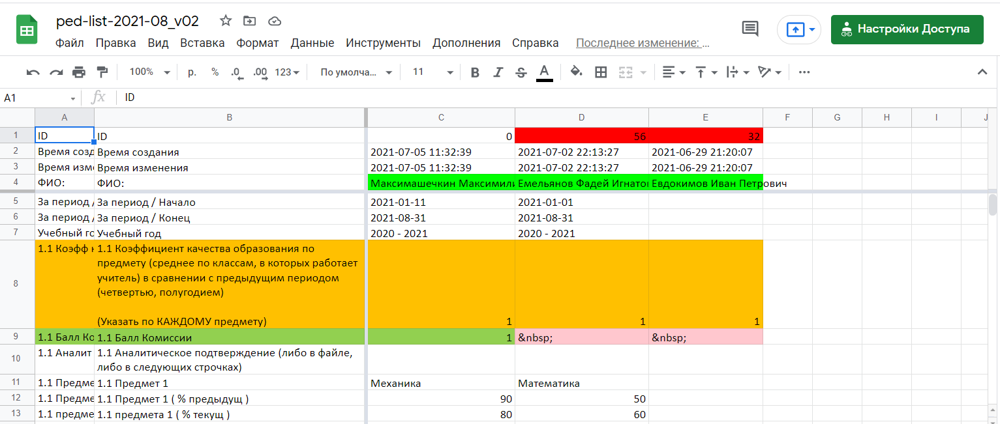 ped-list-2021-08_v02
Файл Правка Вид Вставка Формат Данные Инструменты Дополнения Справка Последнее изменение: ...
Настройки Доступа
100% р. % .0 .00 123 По умолча... 11 B I S A ...
A1 fx ID
A B C D E F G H I J
1 ID ID 0 56 32
2 Время созд Время создания 2021-07-05 11:32:39 2021-07-02 22:13:27 2021-06-29 21:20:07
3 Время изме Время изменения 2021-07-05 11:32:39 2021-07-02 22:13:27 2021-06-29 21:20:07
4 ФИО: ФИО: Максимашечкин Максимили Емельянов Фадей Игнатов Евдокимов Иван Петрович
5 За период / За период / Начало 2021-01-11 2021-01-01
6 За период / За период / Конец 2021-08-31 2021-08-31
7 Учебный го Учебный год 2020 - 2021 2020 - 2021
1.1 Коэфф к 1.1 Коэффициент качества образования по
предмету (среднее по классам, в которых работает
8 учителю) в сравнении с предыдущим периодом
(четвертью, полугодием)
(Указать по КАЖДОМУ предмету) 1 1 1
9 1.1 Балл Ко 1.1 Балл Комиссии 1 &nbsp; &nbsp;
10 1.1 Аналит 1.1 Аналитическое подтверждение (либо в файле,
либо в следующих строчках)
11 1.1 Предме 1.1 Предмет 1 Механика Математика
12 1.1 Предме 1.1 Предмет 1 ( % предыдущ ) 90 50
13 1.1 предме 1.1 предмета 1 ( % текущ ) 80 60